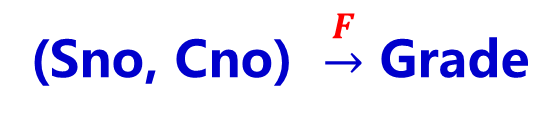 F
(Sno, Cno) → Grade